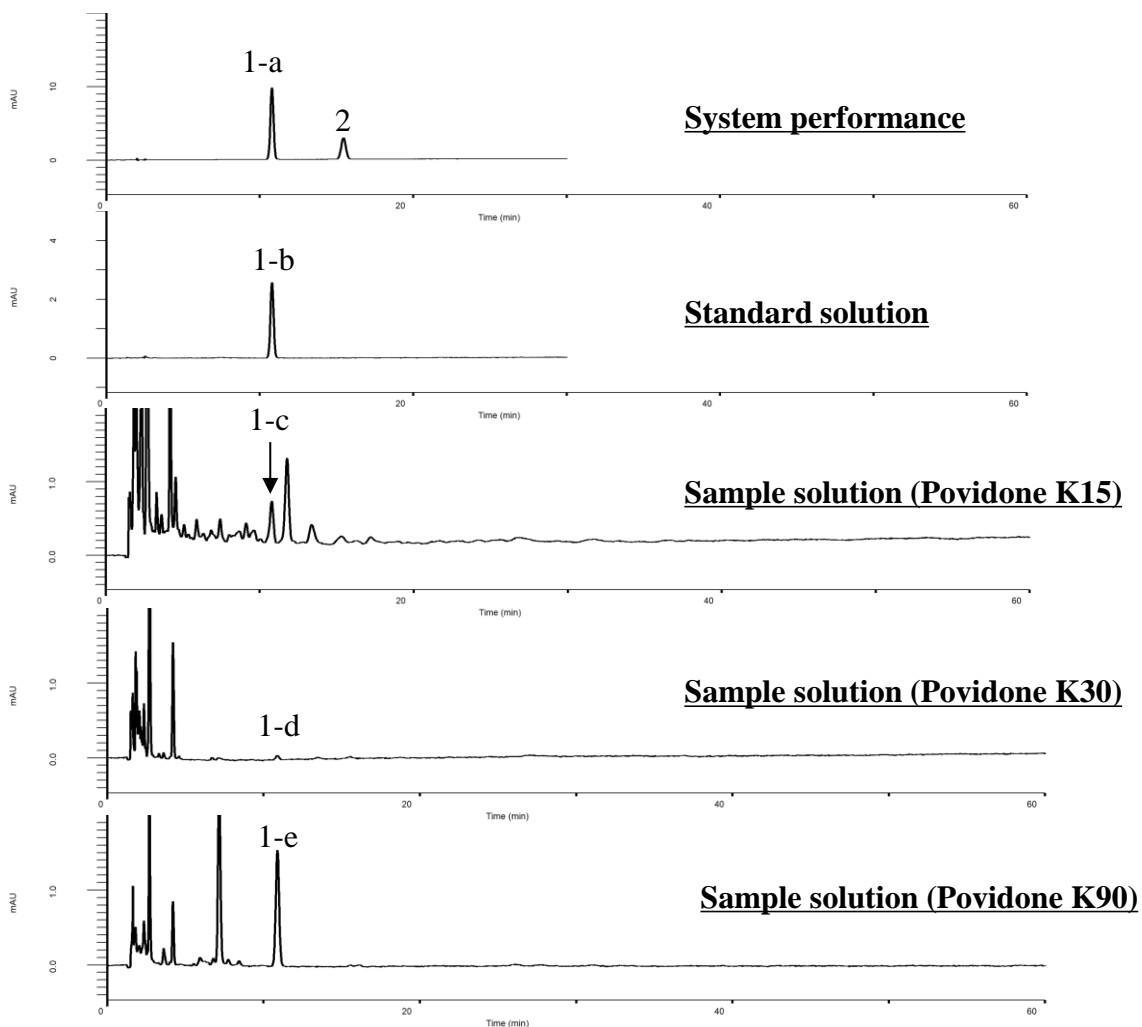 1-a
2
System performance
mAU
10
0
0
20
40
60
Time (min)
1-b
Standard solution
mAU
4
2
0
0
20
40
60
Time (min)
1-c
Sample solution (Povidone K15)
mAU
1.0
0.0
0
20
40
60
Time (min)
1-d
Sample solution (Povidone K30)
mAU
1.0
0.0
0
20
40
60
Time (min)
1-e
Sample solution (Povidone K90)
mAU
1.0
0.0
0
20
40
60
Time (min)